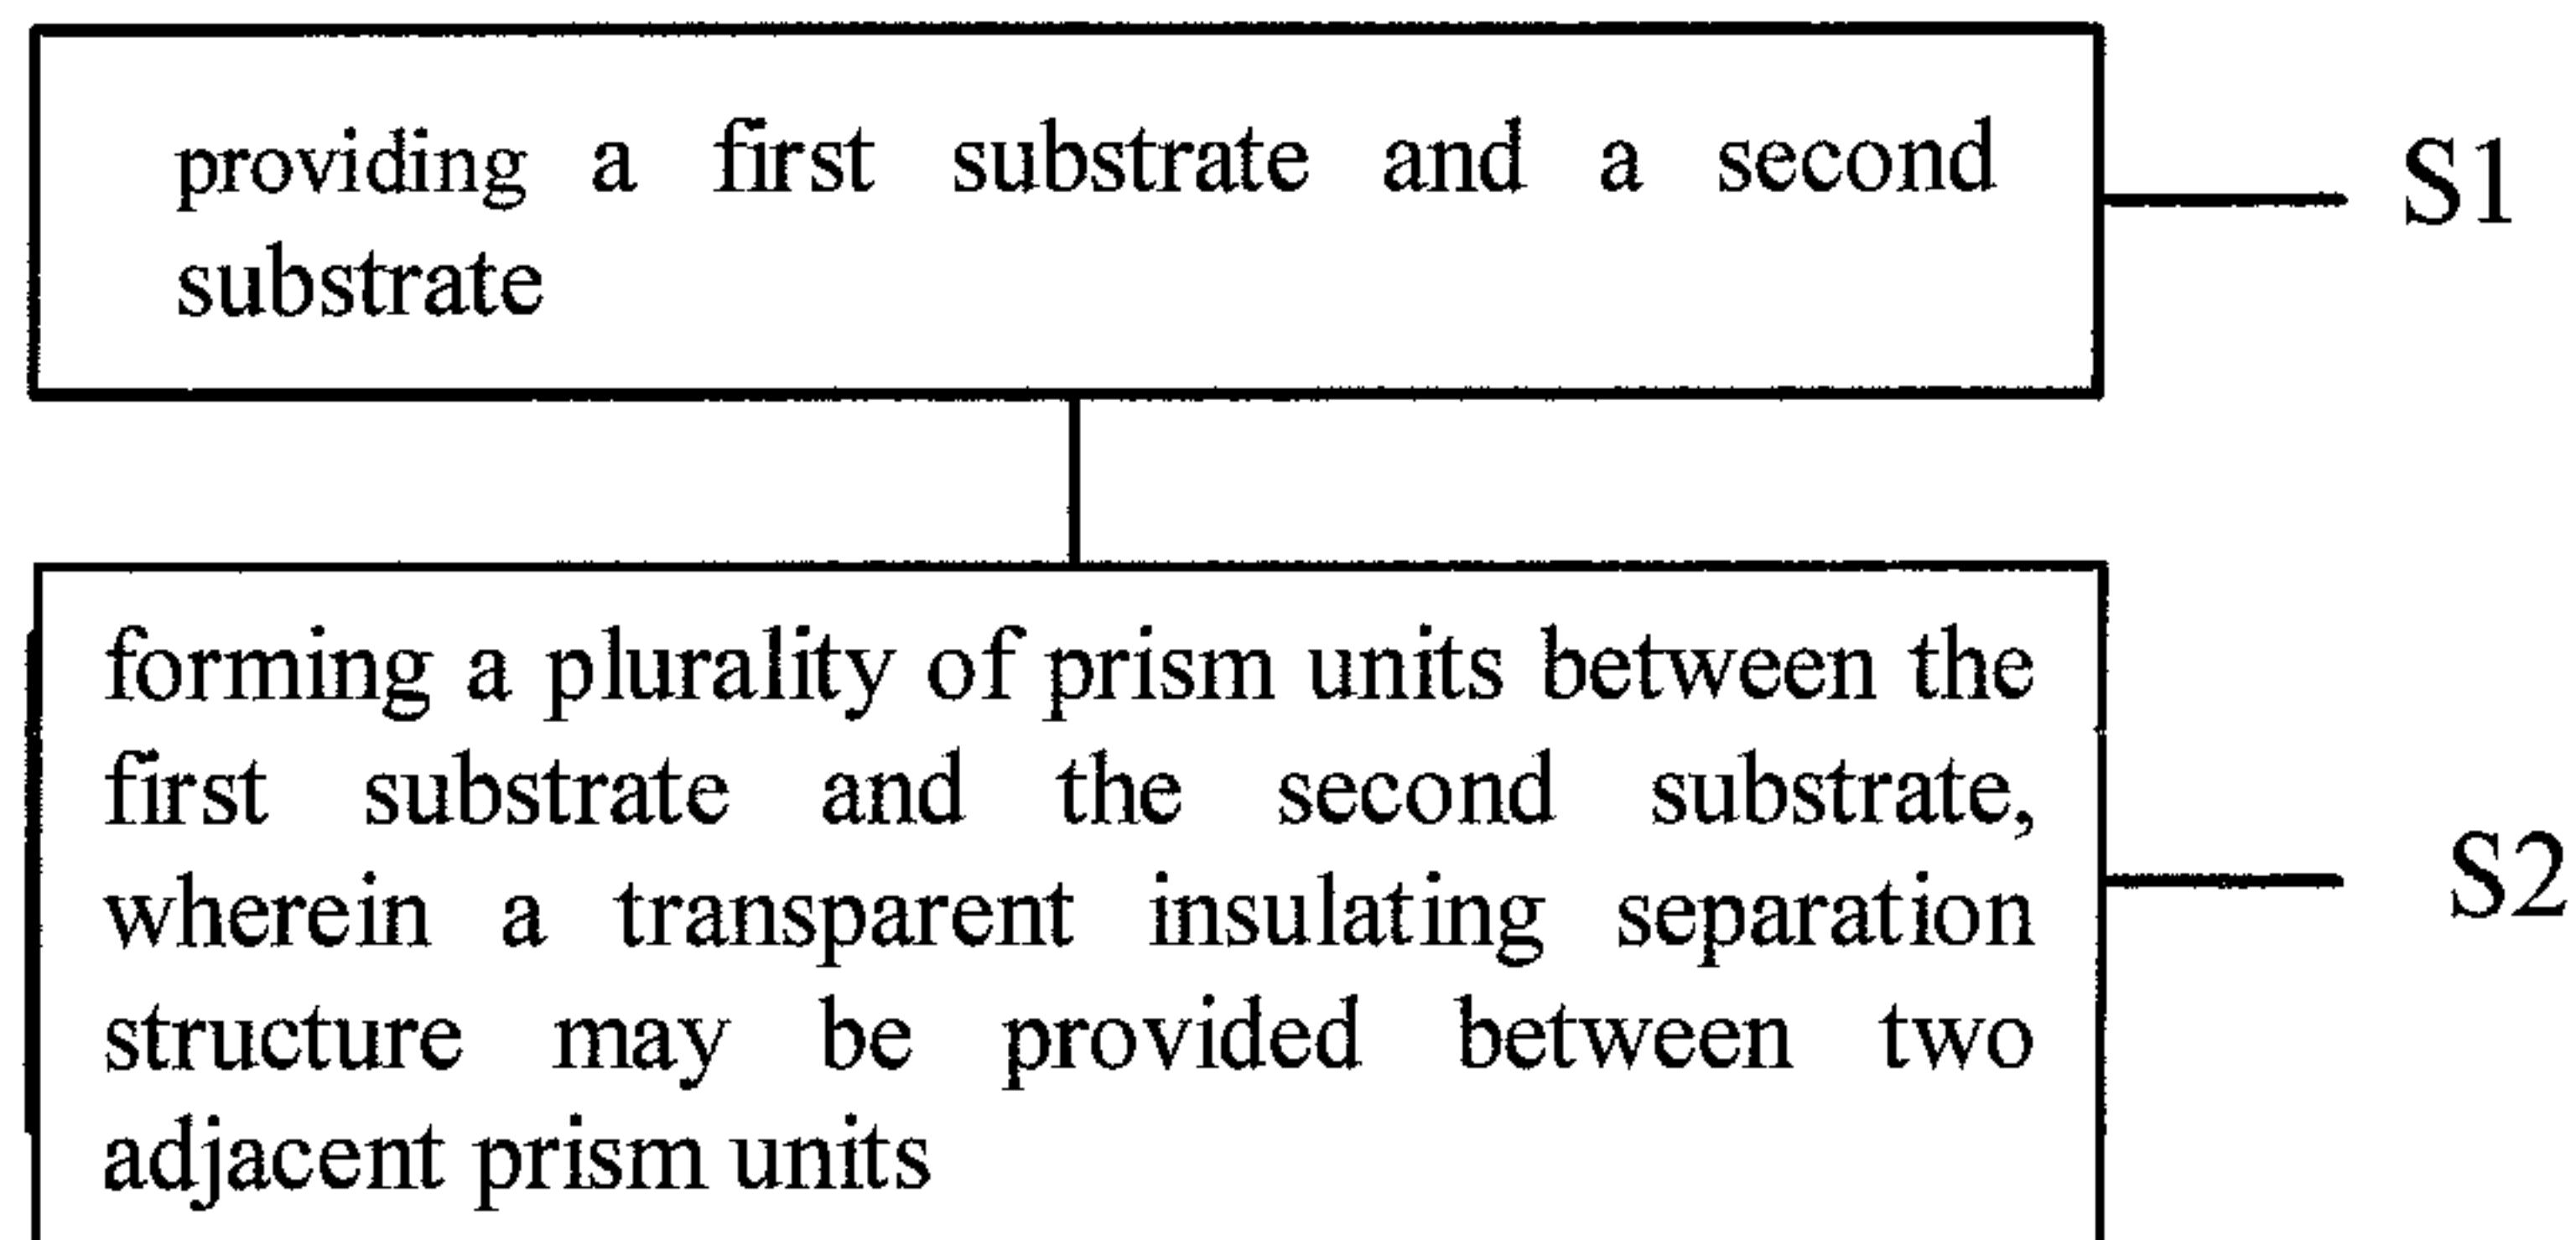 providing a first substrate and a second
substrate
S1
forming a plurality of prism units between the
first substrate and the second substrate,
wherein a transparent insulating separation
structure may be provided between two
adjacent prism units
S2